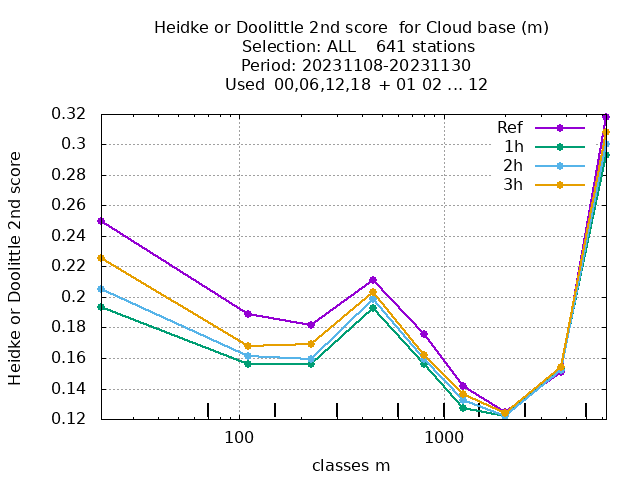 Heidke or Doolittle 2nd score  for Cloud base (m)
Selection: ALL    641 stations
Period: 20231108-20231130
Used  00,06,12,18  + 01 02 ... 12
Heidke or Doolittle 2nd score
0.32
0.3
0.28
0.26
0.24
0.22
0.2
0.18
0.16
0.14
0.12
Ref
1h
2h
3h
100
1000
classes m